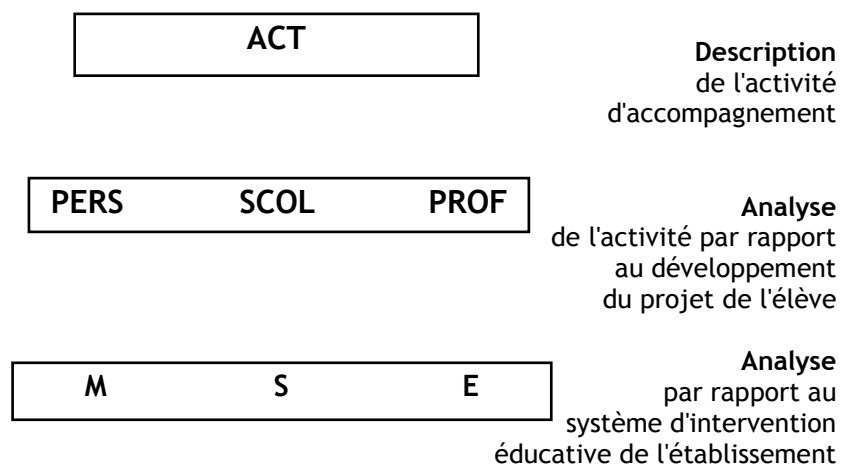 ACT
Description
de l'activité
d'accompagnement
PERS SCOL PROF
Analyse
de l'activité par rapport
au développement
du projet de l'élève
M S E
Analyse
par rapport au
système d'intervention
éducative de l'établissement